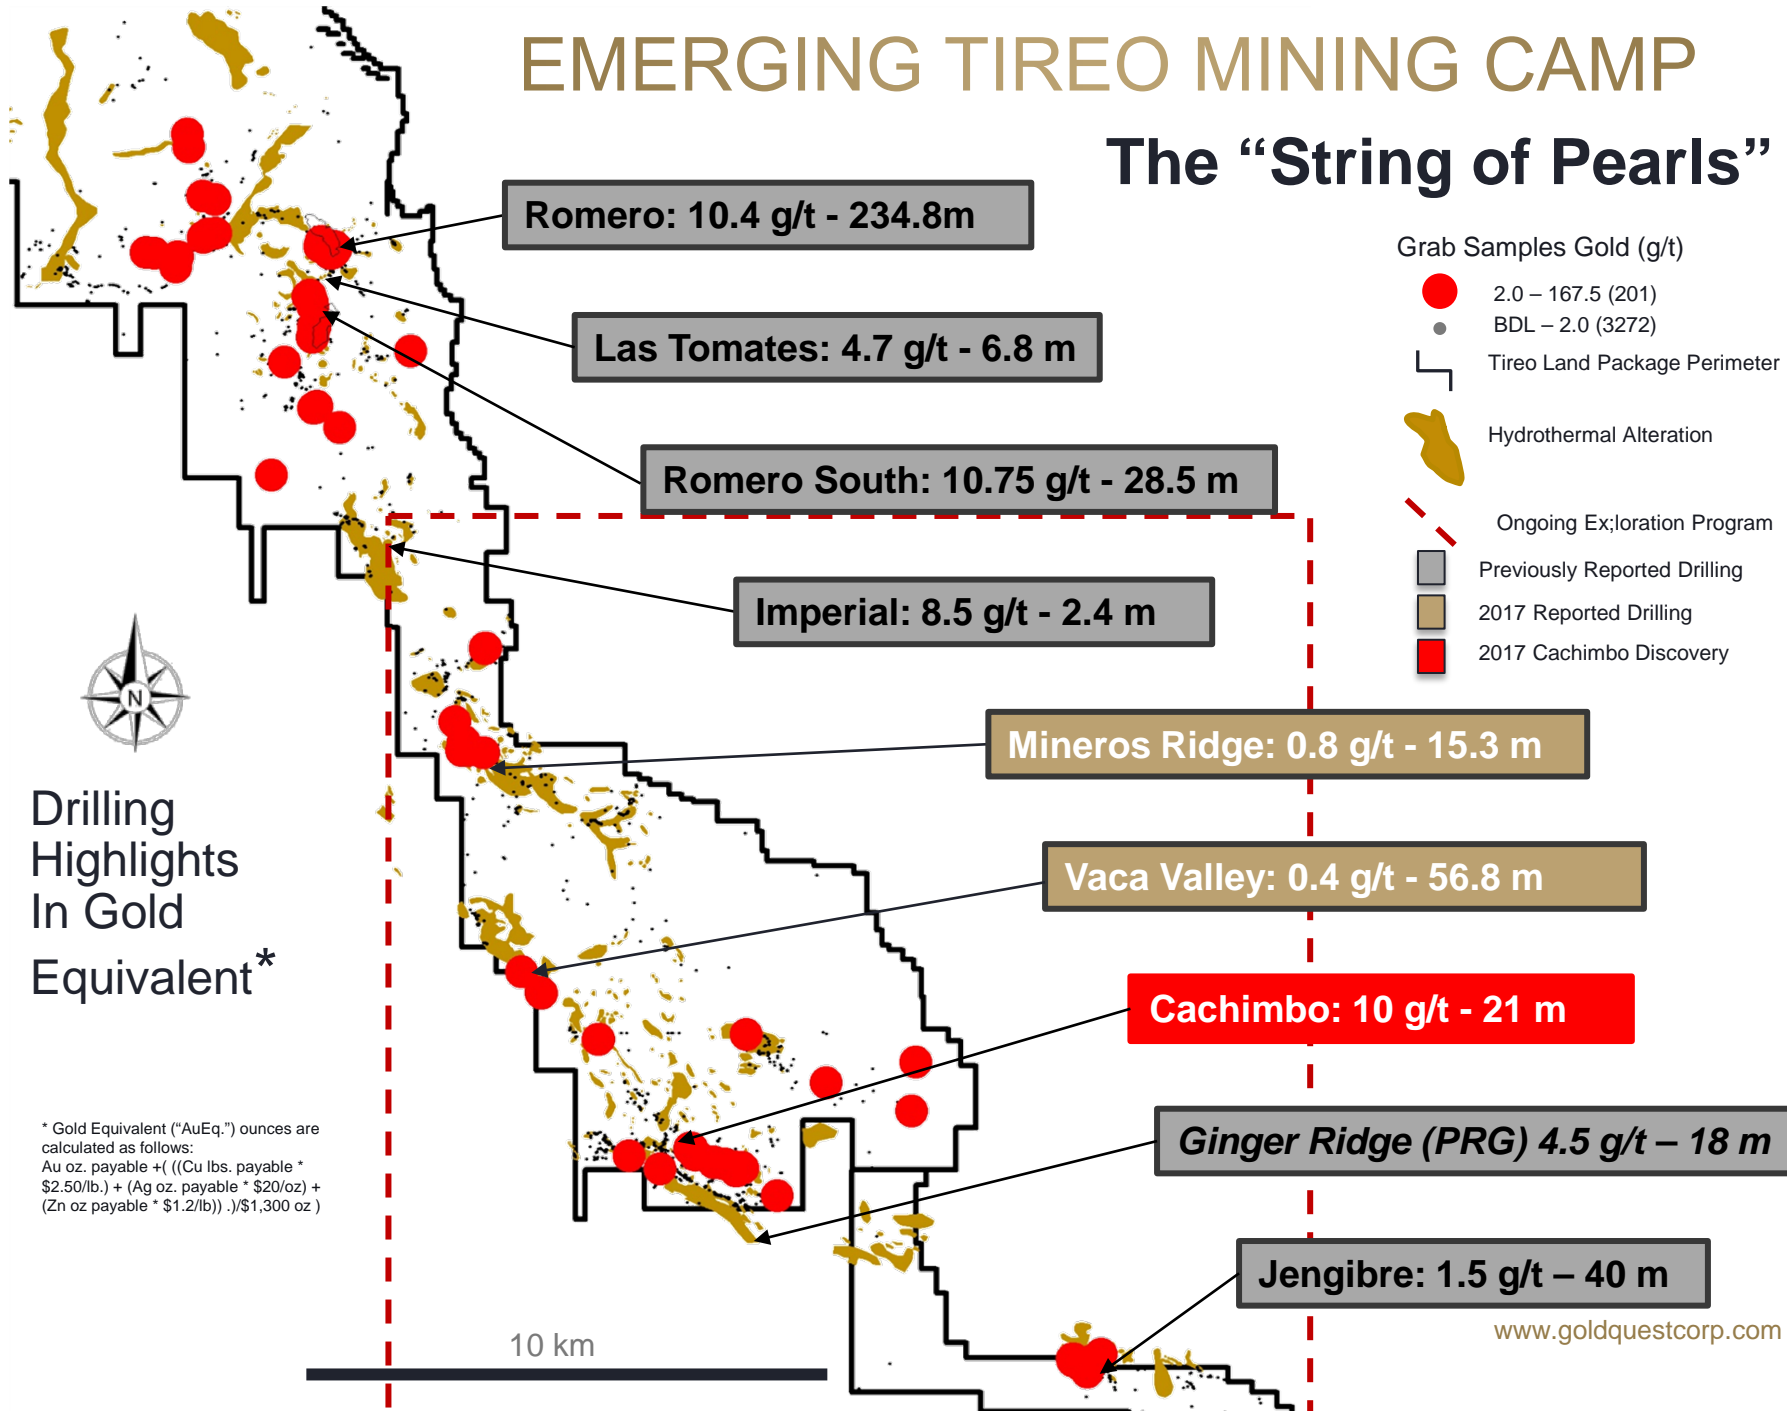 EMERGING TIREO MINING CAMP
The “String of Pearls”
Romero: 10.4 g/t - 234.8m
Las Tomates: 4.7 g/t - 6.8 m
Romero South: 10.75 g/t - 28.5 m
Imperial: 8.5 g/t - 2.4 m
Mineros Ridge: 0.8 g/t - 15.3 m
Vaca Valley: 0.4 g/t - 56.8 m
Cachimbo: 10 g/t - 21 m
Ginger Ridge (PRG) 4.5 g/t – 18 m
Jengibre: 1.5 g/t – 40 m
Grab Samples Gold (g/t)
2.0 – 167.5 (201)
BDL – 2.0 (3272)
Tireo Land Package Perimeter
Hydrothermal Alteration
Ongoing Ex;loration Program
Previously Reported Drilling
2017 Reported Drilling
2017 Cachimbo Discovery
N
Drilling
Highlights
In Gold
Equivalent*
* Gold Equivalent (“AuEq.”) ounces are
calculated as follows:
Au oz. payable +( ((Cu lbs. payable *
$2.50/lb.) + (Ag oz. payable * $20/oz) +
(Zn oz payable * $1.2/lb)) .)/$1,300 oz )
10 km
www.goldquestcorp.com